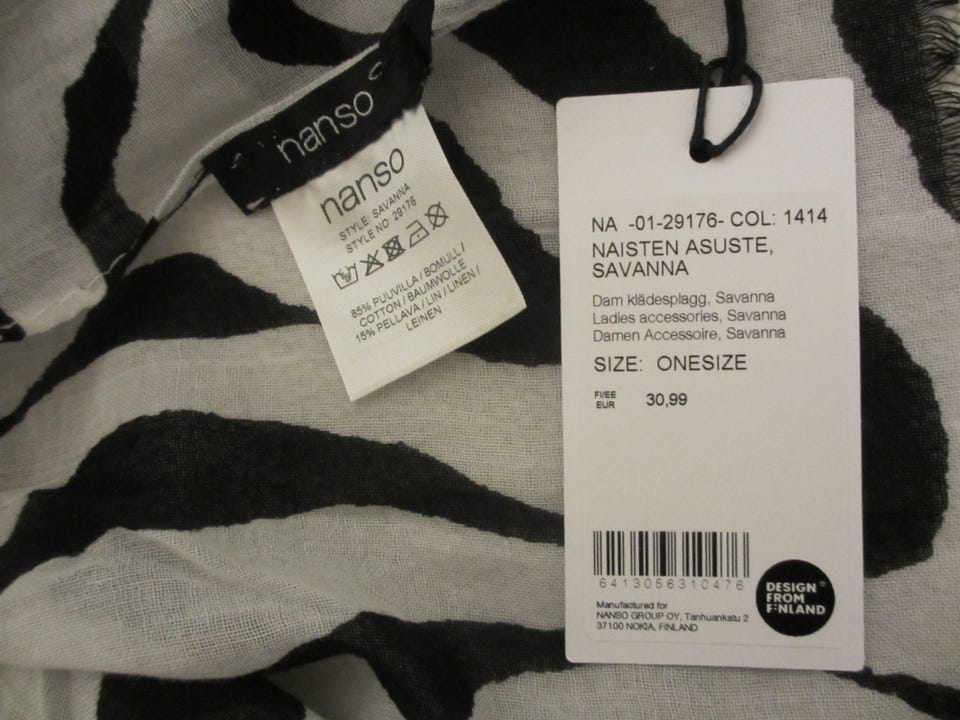 nanso
nanso
STYLE: SAVANNA
STYLE NO: 29176
85% PUUVILLA / BOMULL /
COTTON / BAUMWOLLE
15% PELLAVA / LIN / LINEN /
LEINEN
NA -01-29176- COL: 1414
NAISTEN ASUSTE,
SAVANNA
Dam klädesplagg, Savanna
Ladies accessories, Savanna
Damen Accessoire, Savanna
SIZE: ONESIZE
FI/EE
EUR 30,99
6413056310476
Manufactured for
NANSO GROUP OY, Tanhuankatu 2
37100 NOKIA, FINLAND
DESIGN ®
FROM
FINLAND